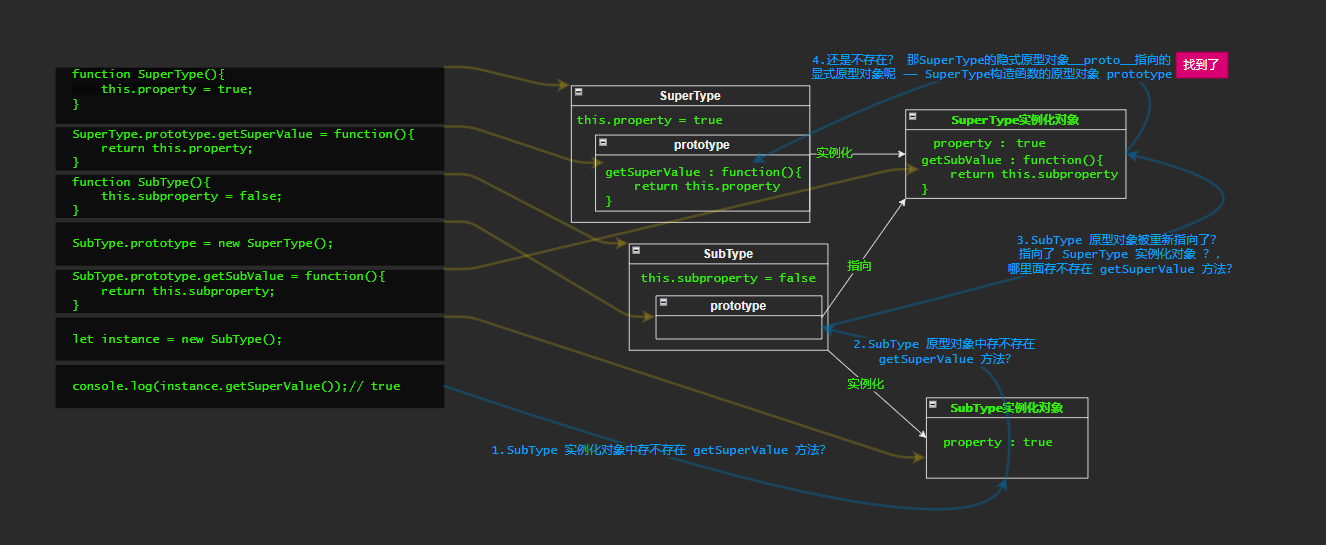 function SuperType(){
this.property = true;
}
SuperType.prototype.getSuperValue = function(){
return this.property;
}
function SubType(){
this.subproperty = false;
}
SubType.prototype = new SuperType();
SubType.prototype.getSubValue = function(){
return this.subproperty;
}
let instance = new SubType();
console.log(instance.getSuperValue());// true
SuperType
this.property = true
prototype
getSuperValue : function(){
return this.property
}
实例化
4.还是不存在? 那SuperType的隐式原型对象__proto__指向的
显式原型对象呢 —— SuperType构造函数的原型对象 prototype
找到了
SuperType实例化对象
property : true
getSubValue : function(){
return this.subproperty
}
SubType
this.subproperty = false
prototype
指向
3.SubType 原型对象被重新指向了?
指向了 SuperType 实例化对象 ? ,
哪里面存不存在 getSuperValue 方法?
2.SubType 原型对象中存不存在
getSuperValue 方法?
实例化
SubType实例化对象
property : true
1.SubType 实例化对象中存不存在 getSuperValue 方法?